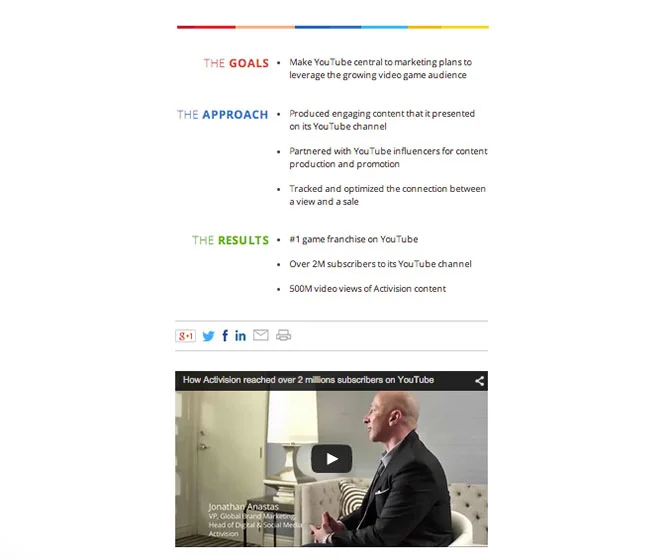 THE GOALS
• Make YouTube central to marketing plans to
leverage the growing video game audience
THE APPROACH
• Produced engaging content that it presented
on its YouTube channel
• Partnered with YouTube influencers for content
production and promotion
• Tracked and optimized the connection between
a view and a sale
THE RESULTS
• #1 game franchise on YouTube
• Over 2M subscribers to its YouTube channel
• 500M video views of Activision content
g+1 f in
How Activision reached over 2 millions subscribers on YouTube
Jonathan Anastas
VP, Global Brand Marketing,
Head of Digital & Social Media
Activision